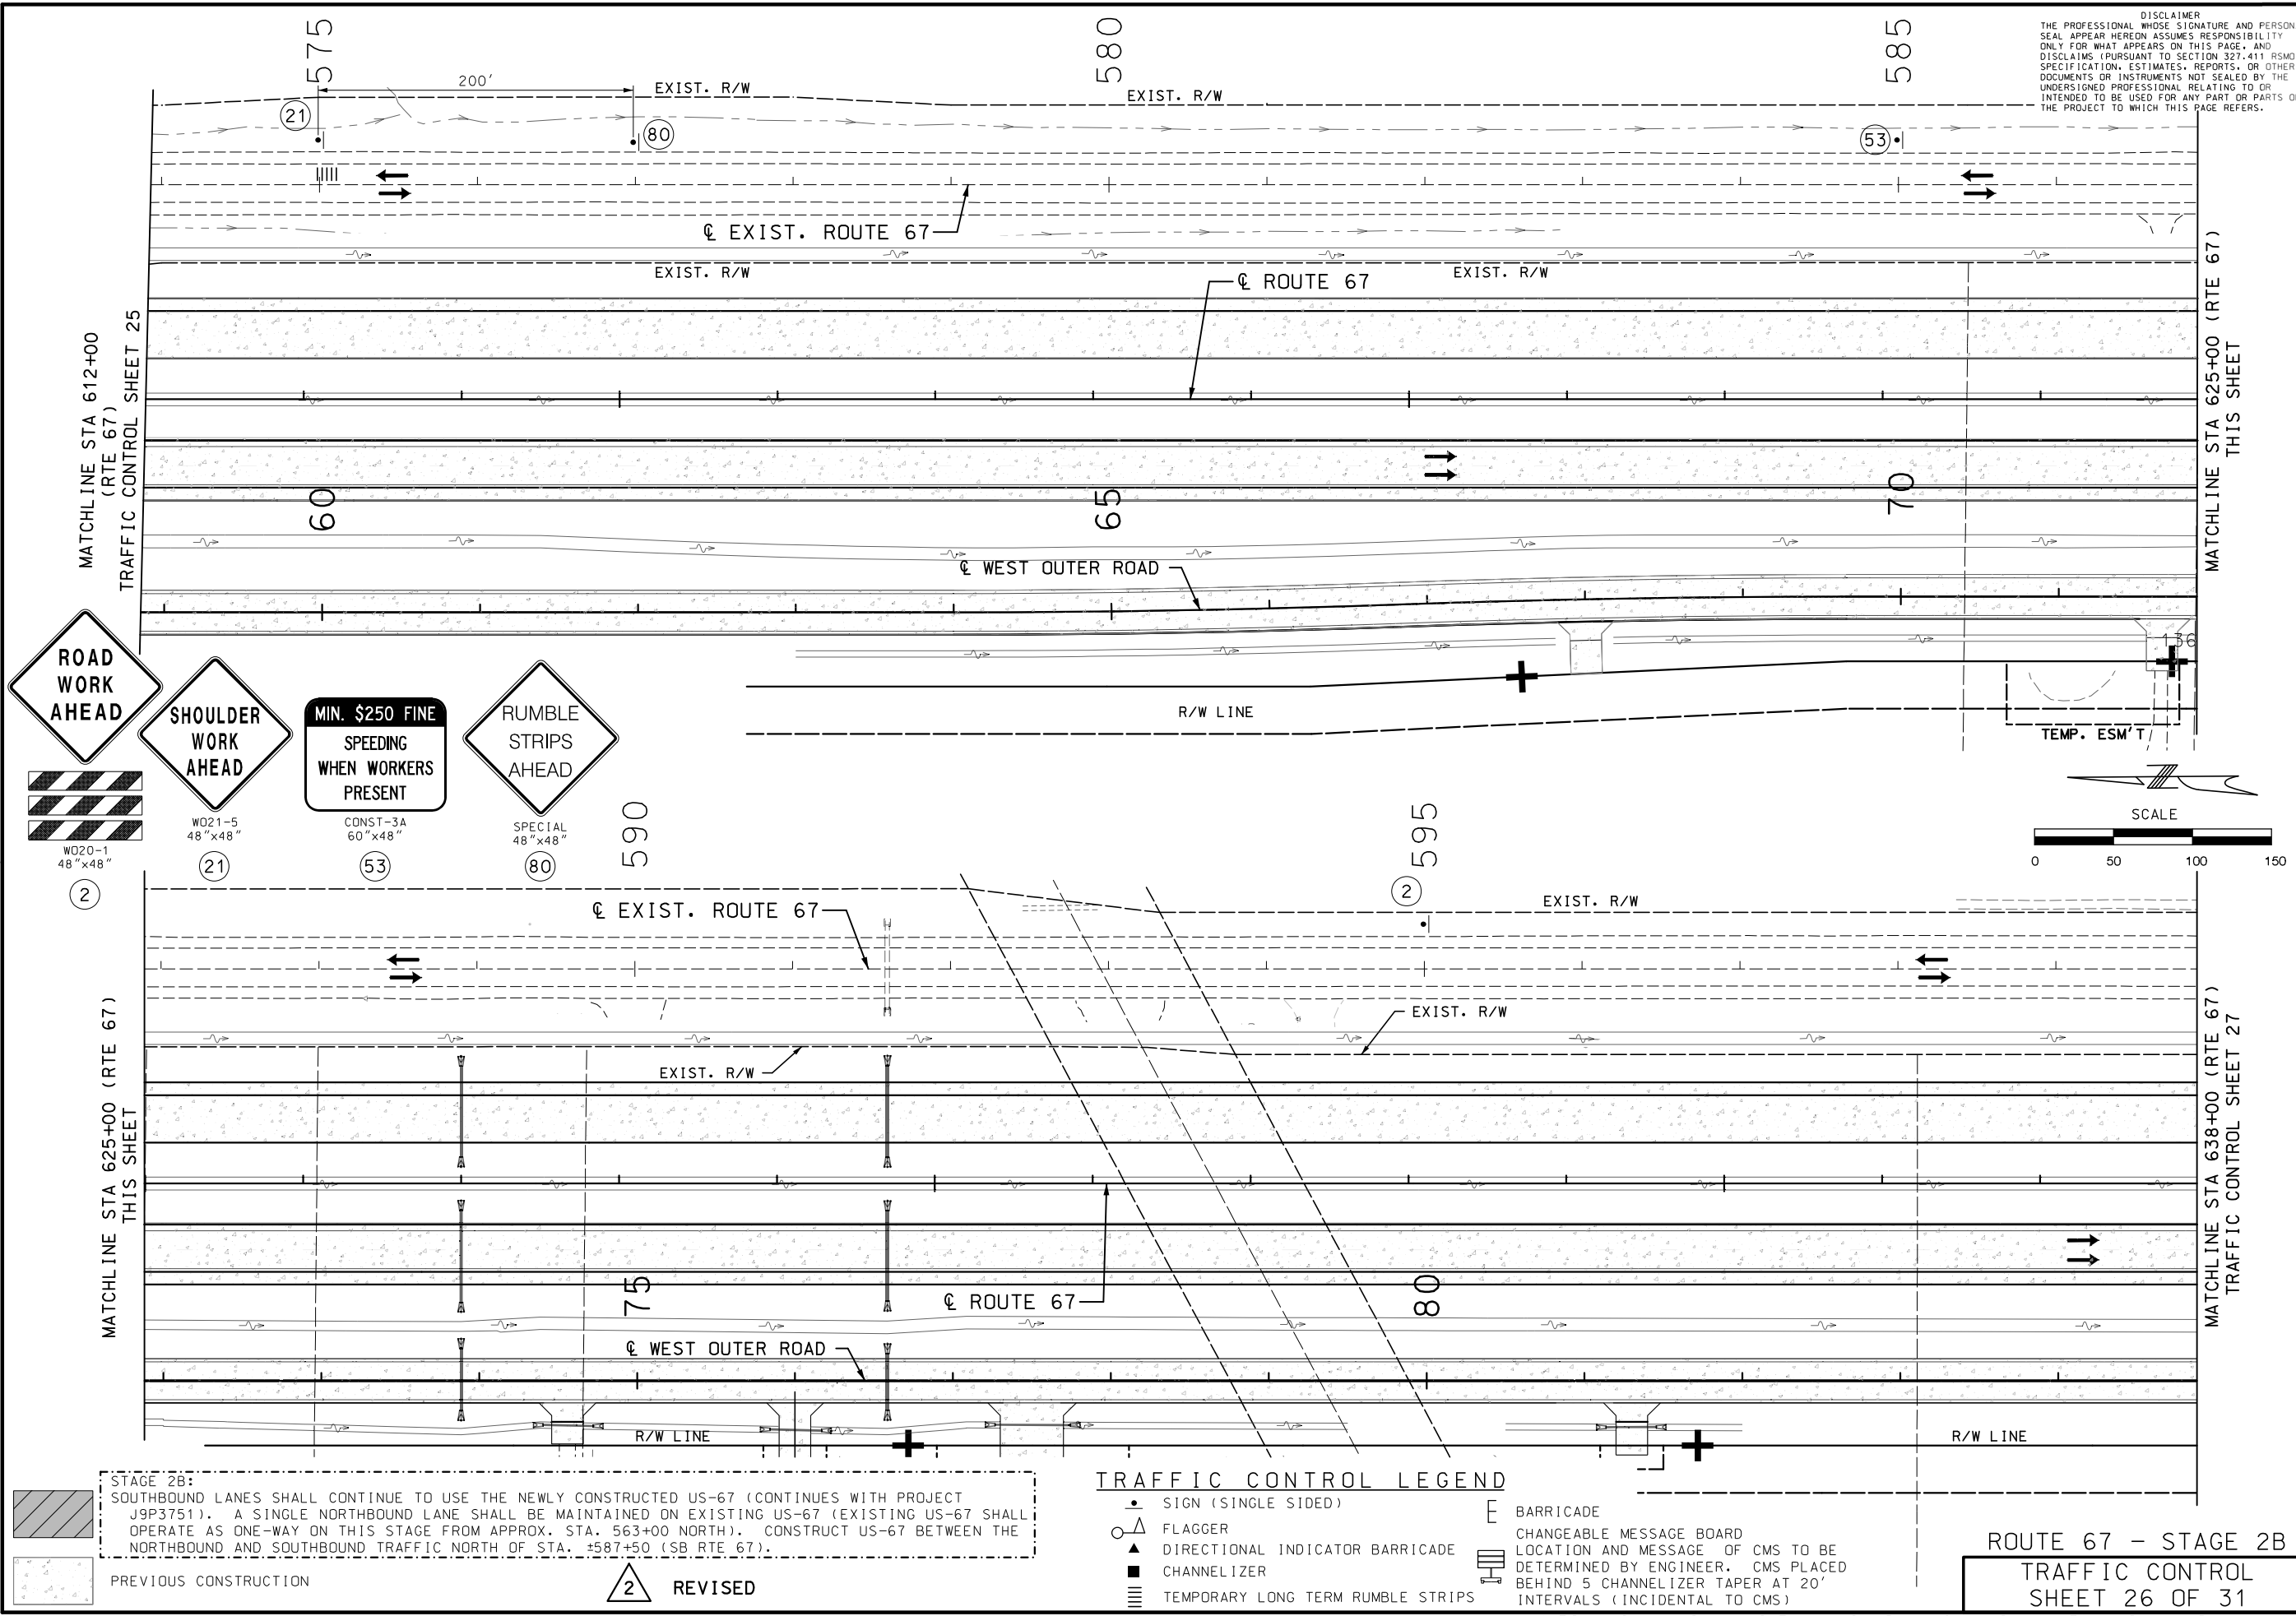 DISCLAIMER
THE PROFESSIONAL WHOSE SIGNATURE AND PERSON
SEAL APPEAR HEREON ASSUMES RESPONSIBILITY
ONLY FOR WHAT APPEARS ON THIS PAGE, AND
DISCLAIMS (PURSUANT TO SECTION 327.411 RSMO
SPECIFICATION, ESTIMATES, REPORTS, OR OTHER
DOCUMENTS OR INSTRUMENTS NOT SEALED BY THE
UNDERSIGNED PROFESSIONAL RELATING TO OR
INTENDED TO BE USED FOR ANY PART OR PARTS O
THE PROJECT TO WHICH THIS PAGE REFERS.
575
580
585
200'
EXIST. R/W
EXIST. R/W
21
80
53
℄ EXIST. ROUTE 67
EXIST. R/W
EXIST. R/W
℄ ROUTE 67
MATCHLINE STA 612+00
(RTE 67)
TRAFFIC CONTROL SHEET 25
MATCHLINE STA 625+00 (RTE 67)
THIS SHEET
60
65
70
℄ WEST OUTER ROAD
136
R/W LINE
TEMP. ESM'T
ROAD
WORK
AHEAD
WO20-1
48"x48"
2
SHOULDER
WORK
AHEAD
WO21-5
48"x48"
21
MIN. $250 FINE
SPEEDING
WHEN WORKERS
PRESENT
CONST-3A
60"x48"
53
RUMBLE
STRIPS
AHEAD
SPECIAL
48"x48"
80
SCALE
0 50 100 150
590
595
2
℄ EXIST. ROUTE 67
EXIST. R/W
EXIST. R/W
EXIST. R/W
MATCHLINE STA 625+00 (RTE 67)
THIS SHEET
MATCHLINE STA 638+00 (RTE 67)
TRAFFIC CONTROL SHEET 27
75
80
℄ ROUTE 67
℄ WEST OUTER ROAD
R/W LINE
R/W LINE
STAGE 2B:
SOUTHBOUND LANES SHALL CONTINUE TO USE THE NEWLY CONSTRUCTED US-67 (CONTINUES WITH PROJECT
J9P3751). A SINGLE NORTHBOUND LANE SHALL BE MAINTAINED ON EXISTING US-67 (EXISTING US-67 SHALL
OPERATE AS ONE-WAY ON THIS STAGE FROM APPROX. STA. 563+00 NORTH). CONSTRUCT US-67 BETWEEN THE
NORTHBOUND AND SOUTHBOUND TRAFFIC NORTH OF STA. ±587+50 (SB RTE 67).
PREVIOUS CONSTRUCTION
2 REVISED
TRAFFIC CONTROL LEGEND
SIGN (SINGLE SIDED)
FLAGGER
DIRECTIONAL INDICATOR BARRICADE
CHANNELIZER
TEMPORARY LONG TERM RUMBLE STRIPS
BARRICADE
CHANGEABLE MESSAGE BOARD
LOCATION AND MESSAGE OF CMS TO BE
DETERMINED BY ENGINEER. CMS PLACED
BEHIND 5 CHANNELIZER TAPER AT 20'
INTERVALS (INCIDENTAL TO CMS)
ROUTE 67 - STAGE 2B
TRAFFIC CONTROL
SHEET 26 OF 31